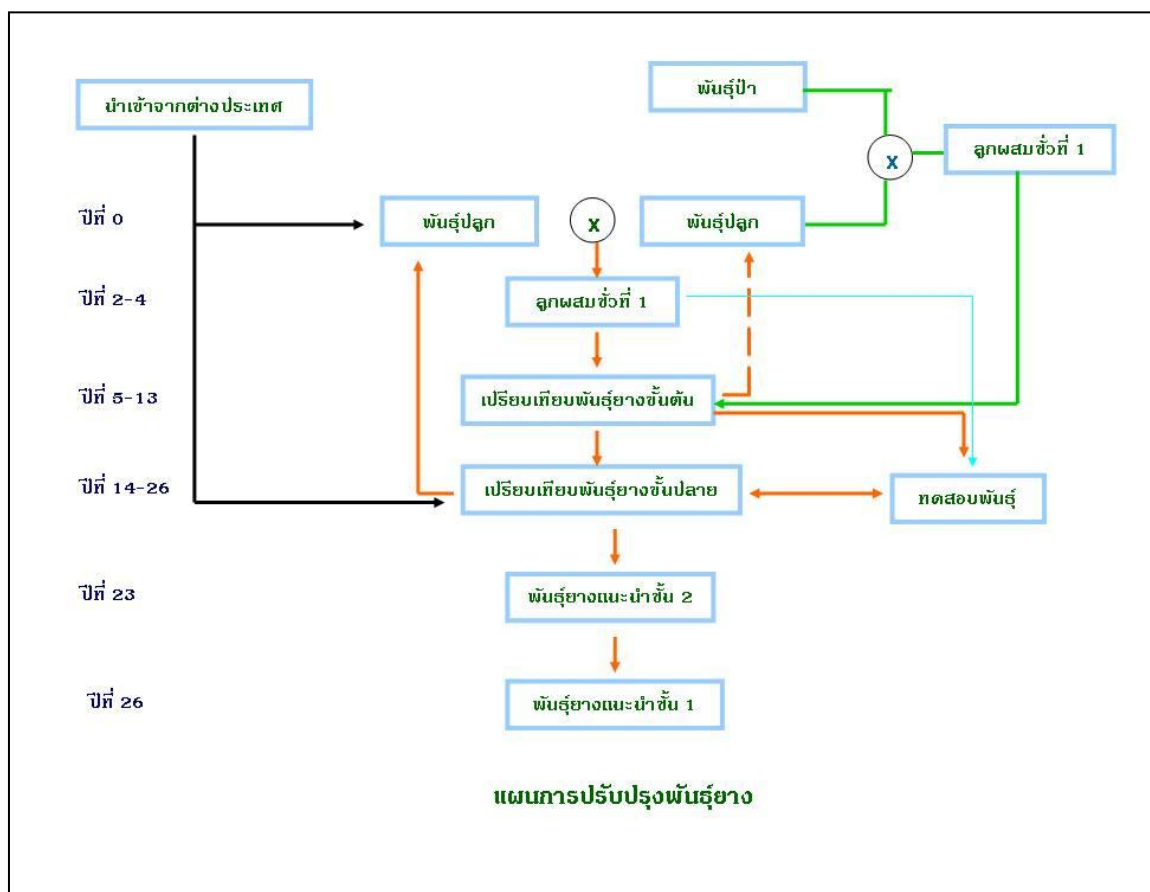 พันธุ์ป่า
นำเข้าจากต่างประเทศ
X
ลูกผสมชั่วที่ 1
ปีที่ 0
พันธุ์ปลูก
X
พันธุ์ปลูก
ปีที่ 2-4
ลูกผสมชั่วที่ 1
ปีที่ 5-13
เปรียบเทียบพันธุ์ยางขั้นต้น
ปีที่ 14-26
เปรียบเทียบพันธุ์ยางขั้นปลาย
ทดสอบพันธุ์
ปีที่ 23
พันธุ์ยางแนะนำชั้น 2
ปีที่ 26
พันธุ์ยางแนะนำชั้น 1
แผนการปรับปรุงพันธุ์ยาง